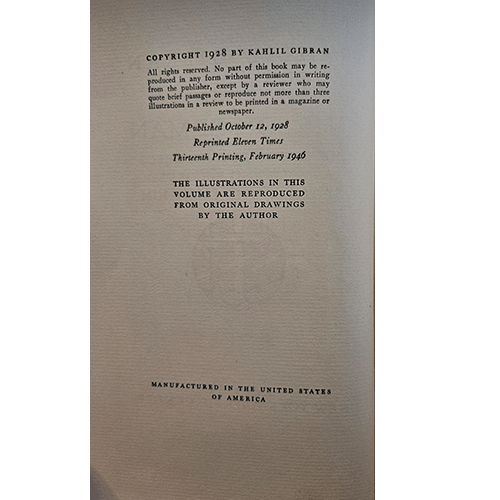 COPYRIGHT 1928 BY KAHLIL GIBRAN
All rights reserved. No part of this book may be re-
produced in any form without permission in writing
from the publisher, except by a reviewer who may
quote brief passages or reproduce not more than three
illustrations in a review to be printed in a magazine or
newspaper.
Published October 12, 1928
Reprinted Eleven Times
Thirteenth Printing, February 1946
THE ILLUSTRATIONS IN THIS
VOLUME ARE REPRODUCED
FROM ORIGINAL DRAWINGS
BY THE AUTHOR
MANUFACTURED IN THE UNITED STATES
OF AMERICA